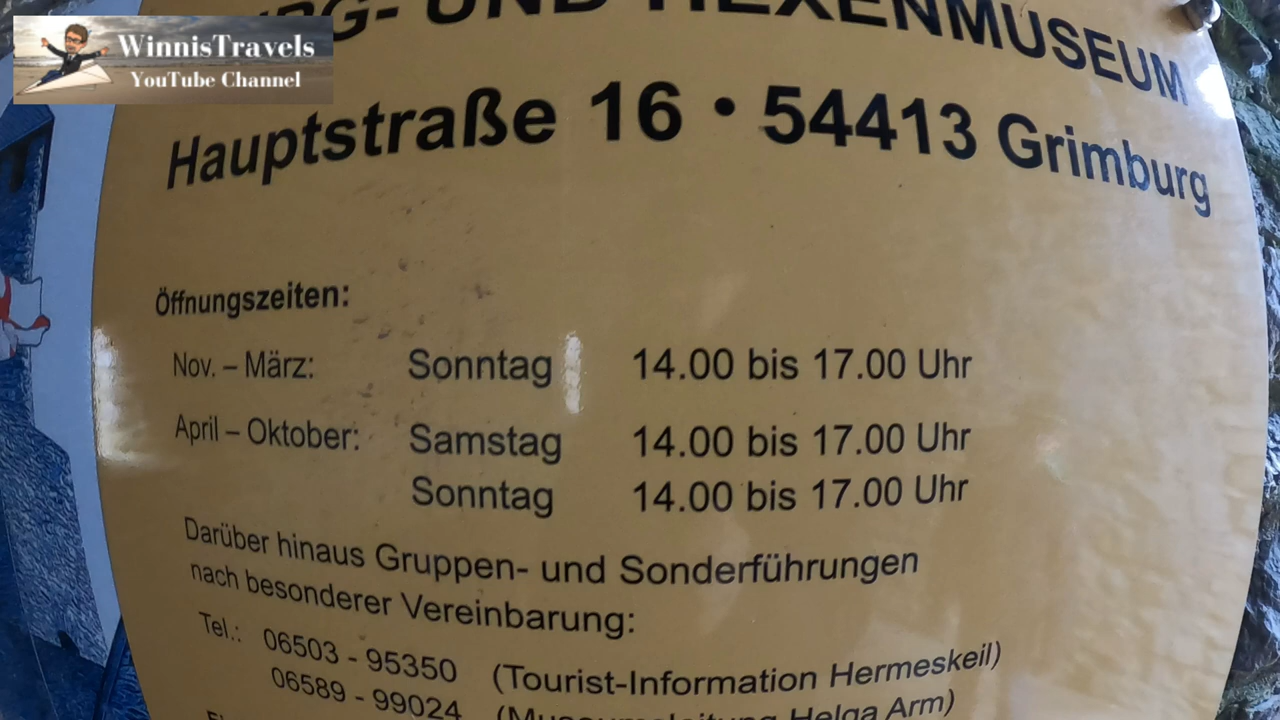 WinnisTravels
YouTube Channel
UND HEXENMUSEUM
Hauptstraße 16 • 54413 Grimburg
Öffnungszeiten:
Nov. – März: Sonntag 14.00 bis 17.00 Uhr
April – Oktober: Samstag 14.00 bis 17.00 Uhr
Sonntag 14.00 bis 17.00 Uhr
Darüber hinaus Gruppen- und Sonderführungen
nach besonderer Vereinbarung:
Tel.: 06503 - 95350 (Tourist-Information Hermeskeil)
06589 - 99024 (Museumsleitung Helga Arm)